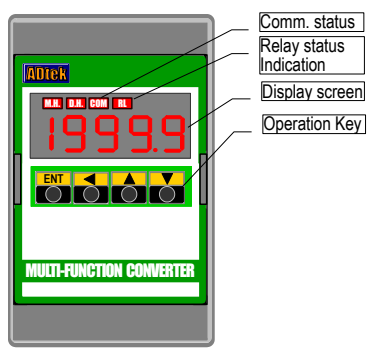 Comm. status
Relay status
Indication
Display screen
Operation Key
ADtek
M.H. D.H. COM RL
1999.9
ENT
MULTI-FUNCTION CONVERTER